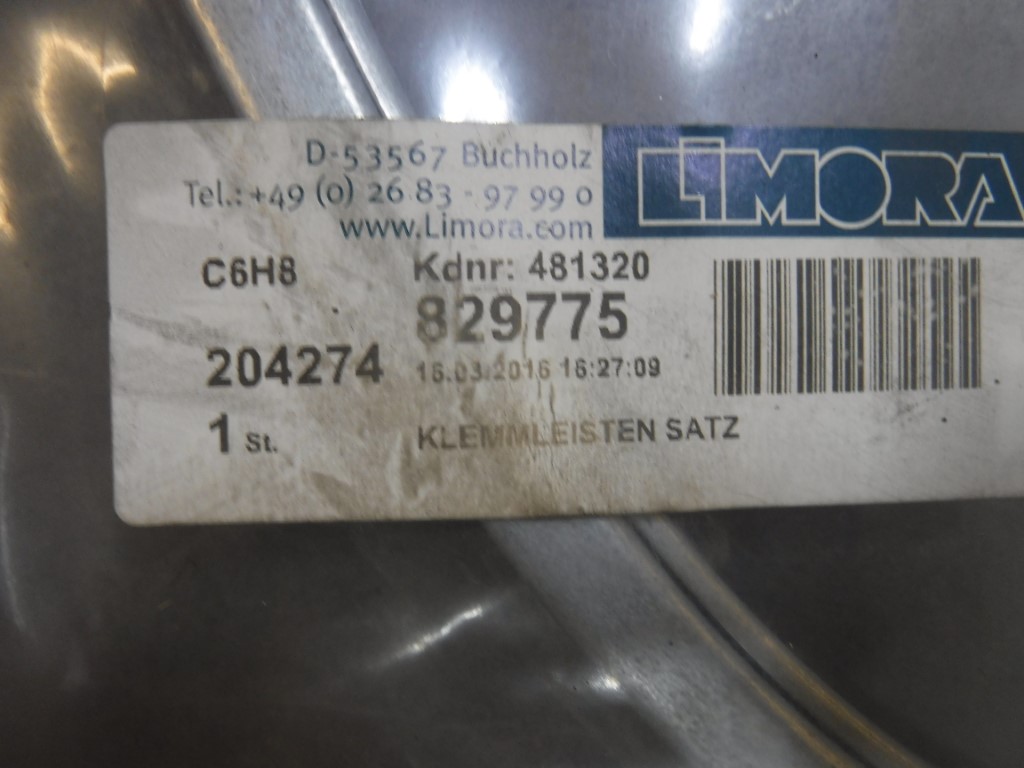 D-53567 Buchholz
Tel.: +49 (0) 26 83 - 97 99 0
www.Limora.com
LiMORA
C6H8 Kdnr: 481320
829775
204274 16.03.2016 16:27:09
1 St. KLEMMLEISTEN SATZ